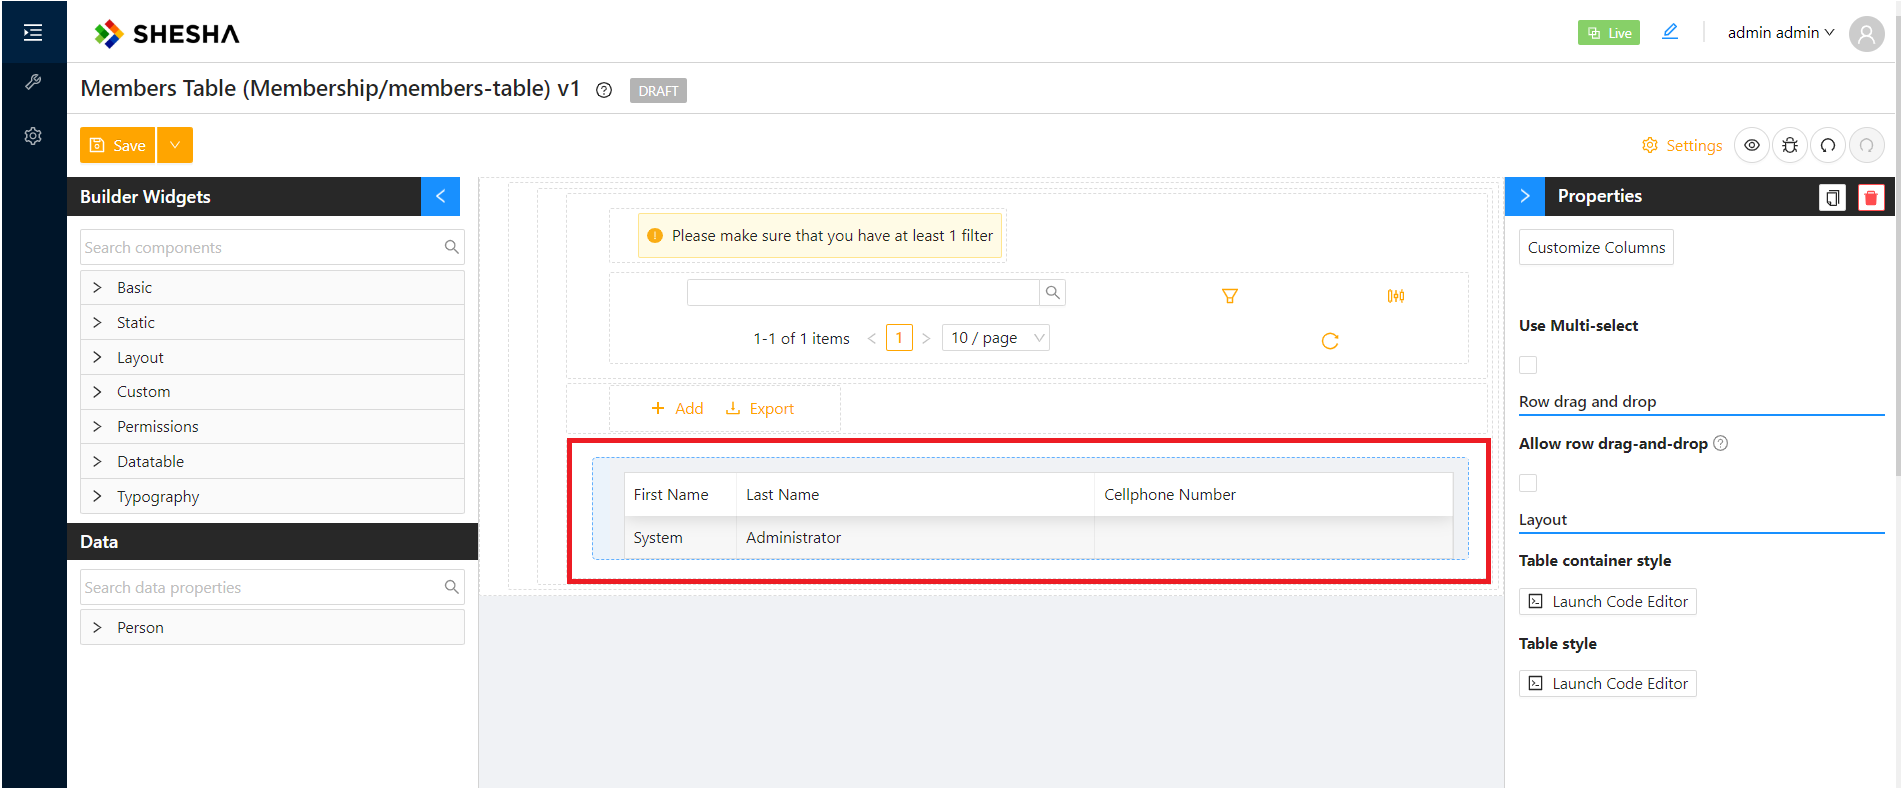 SHESHA
Live
admin admin
Members Table (Membership/members-table) v1
DRAFT
Save
Settings
Builder Widgets
Search components
Basic
Static
Layout
Custom
Permissions
Datatable
Typography
Data
Search data properties
Person
Please make sure that you have at least 1 filter
1-1 of 1 items < 1 > 10 / page
Add Export
First Name Last Name Cellphone Number
System Administrator
Properties
Customize Columns
Use Multi-select
Row drag and drop
Allow row drag-and-drop
Layout
Table container style
Launch Code Editor
Table style
Launch Code Editor